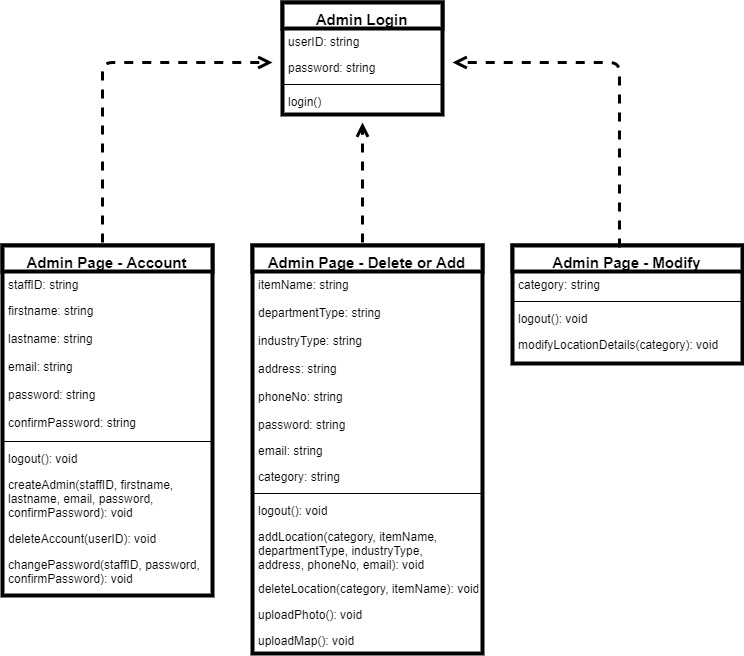 Admin Login
userID: string
password: string
login()
Admin Page - Account
staffID: string
firstname: string
lastname: string
email: string
password: string
confirmPassword: string
logout(): void
createAdmin(staffID, firstname,
lastname, email, password,
confirmPassword): void
deleteAccount(userID): void
changePassword(staffID, password,
confirmPassword): void
Admin Page - Delete or Add
itemName: string
departmentType: string
industryType: string
address: string
phoneNo: string
password: string
email: string
category: string
logout(): void
addLocation(category, itemName,
departmentType, industryType,
address, phoneNo, email): void
deleteLocation(category, itemName): void
uploadPhoto(): void
uploadMap(): void
Admin Page - Modify
category: string
logout(): void
modifyLocationDetails(category): void